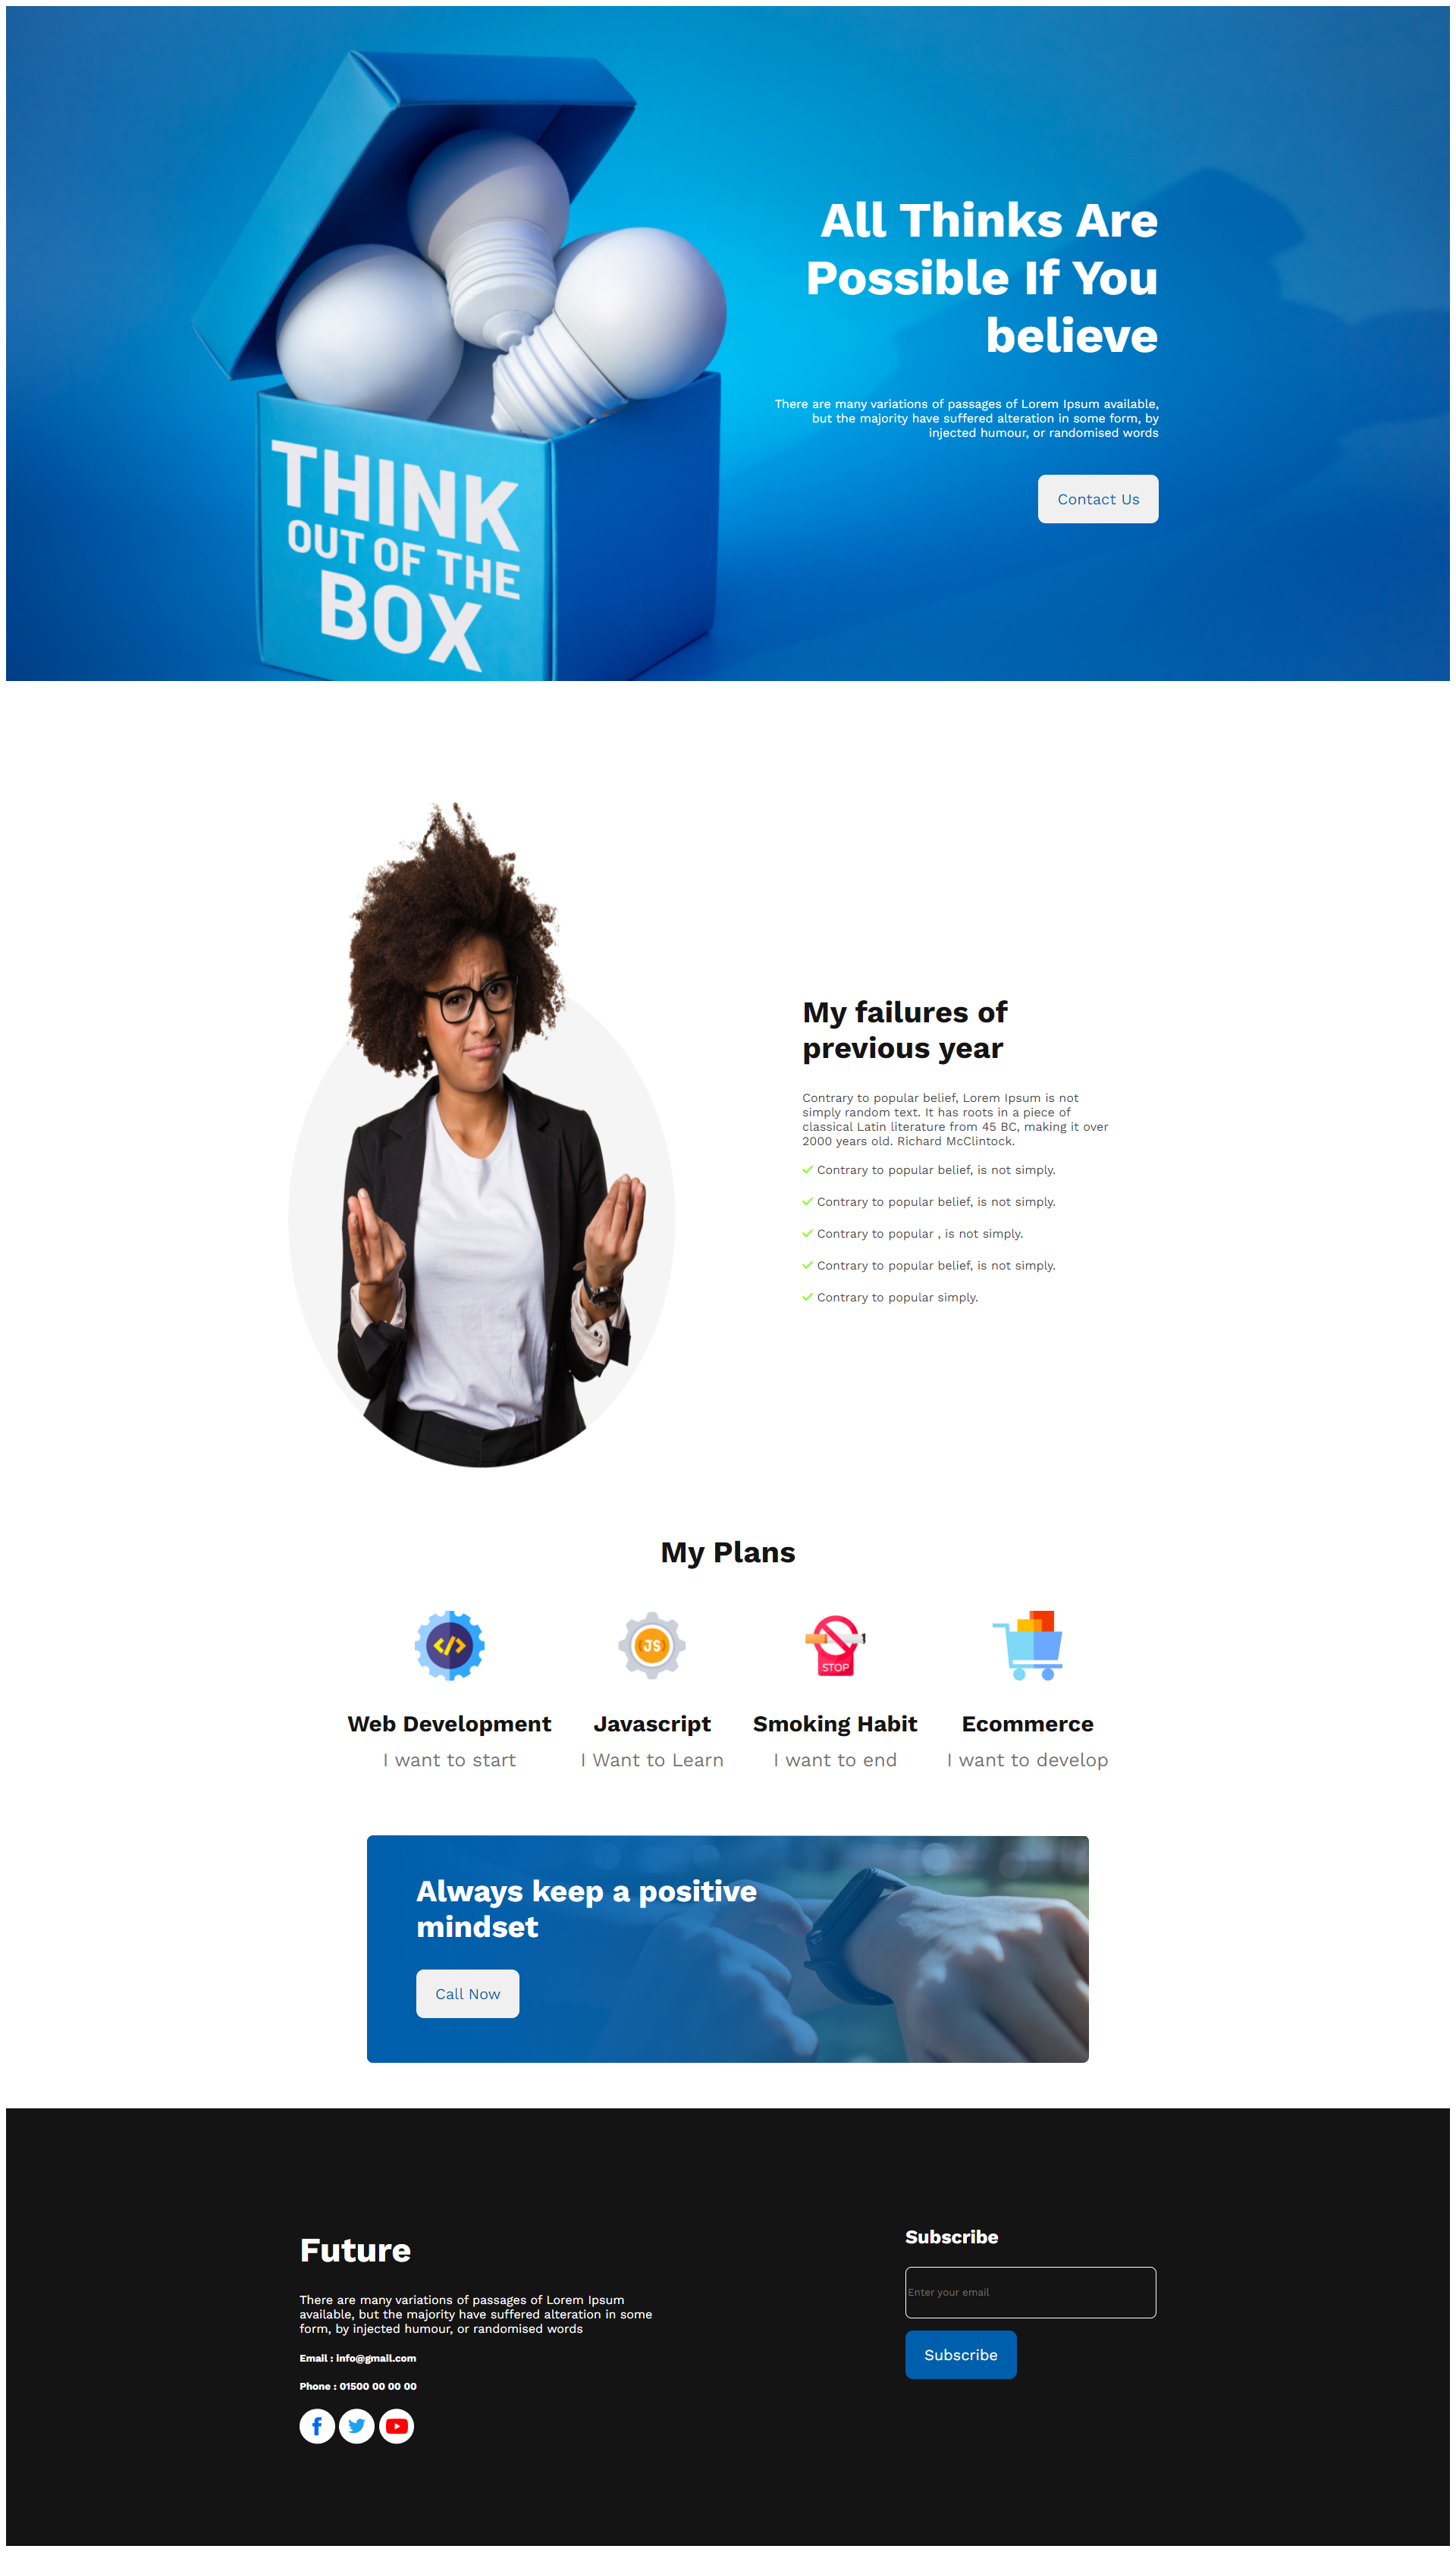 THINK
OUT OF THE
BOX
All Thinks Are
Possible If You
believe
There are many variations of passages of Lorem Ipsum available,
but the majority have suffered alteration in some form, by
injected humour, or randomised words
Contact Us
My failures of
previous year
Contrary to popular belief, Lorem Ipsum is not
simply random text. It has roots in a piece of
classical Latin literature from 45 BC, making it over
2000 years old. Richard McClintock.
Contrary to popular belief, is not simply.
Contrary to popular belief, is not simply.
Contrary to popular , is not simply.
Contrary to popular belief, is not simply.
Contrary to popular simply.
My Plans
JS
STOP
Web Development
Javascript
Smoking Habit
Ecommerce
I want to start
I Want to Learn
I want to end
I want to develop
Always keep a positive
mindset
Call Now
Future
There are many variations of passages of Lorem Ipsum
available, but the majority have suffered alteration in some
form, by injected humour, or randomised words
Email : info@gmail.com
Phone : 01500 00 00 00
Subscribe
Enter your email
Subscribe